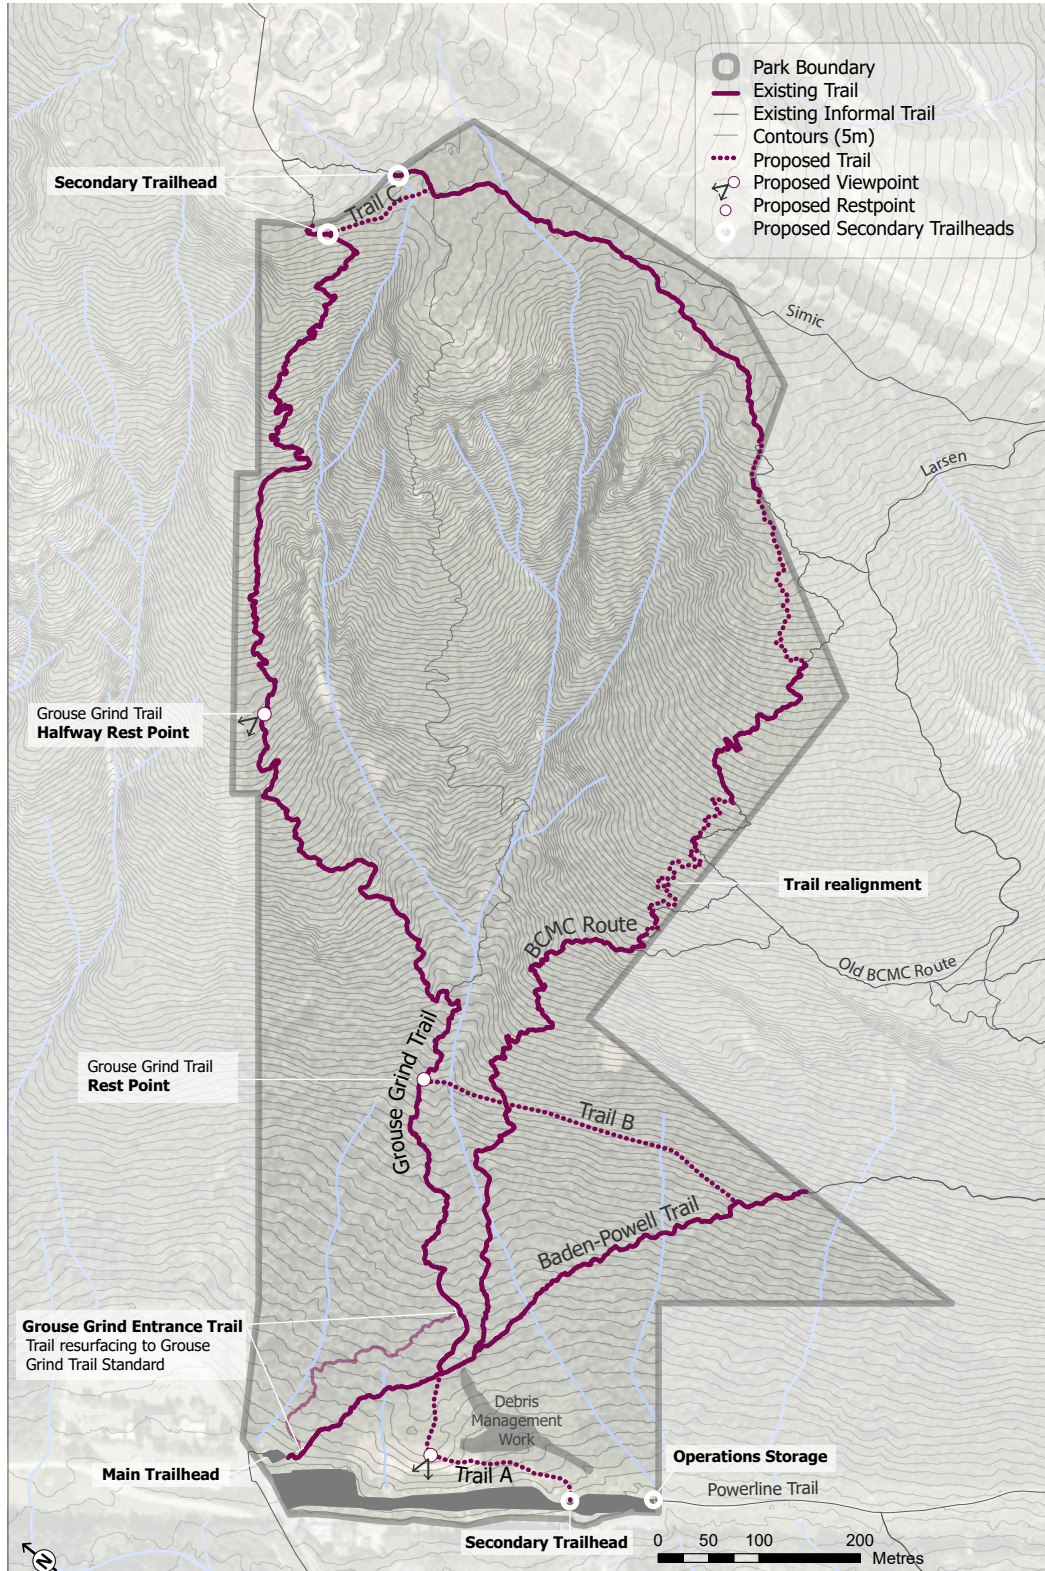 Park Boundary
Existing Trail
Existing Informal Trail
Contours (5m)
Proposed Trail
Proposed Viewpoint
Proposed Restpoint
Proposed Secondary Trailheads
Secondary Trailhead
Trail C
Simic
Larsen
Grouse Grind Trail
Halfway Rest Point
Trail realignment
BCMC Route
Old BCMC Route
Grouse Grind Trail
Grouse Grind Trail
Rest Point
Trail B
Baden-Powell Trail
Grouse Grind Entrance Trail
Trail resurfacing to Grouse
Grind Trail Standard
Debris
Management
Work
Main Trailhead
Trail A
Operations Storage
Powerline Trail
Secondary Trailhead
0 50 100 200
Metres
N